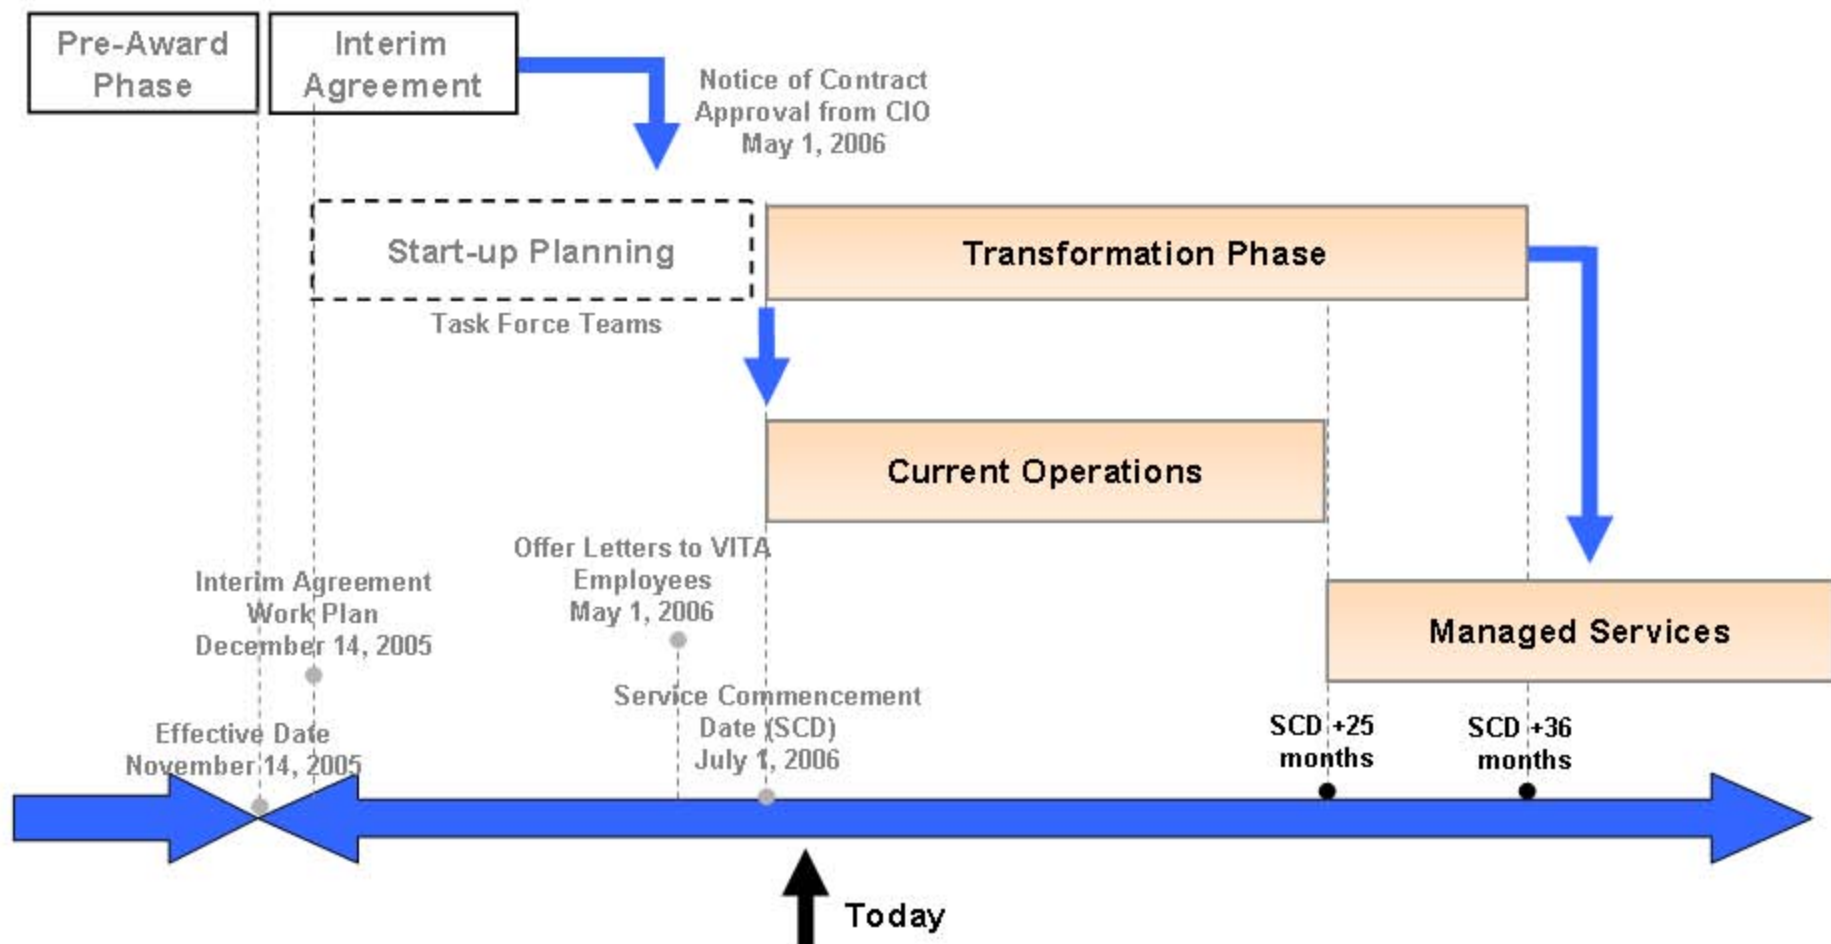 Pre-Award
Phase
Interim
Agreement
Notice of Contract
Approval from CIO
May 1, 2006
Start-up Planning
Transformation Phase
Task Force Teams
Current Operations
Offer Letters to VITA
Employees
May 1, 2006
Interim Agreement
Work Plan
December 14, 2005
Managed Services
Service Commencement
Date (SCD)
July 1, 2006
Effective Date
November 14, 2005
SCD +25
months
SCD +36
months
Today